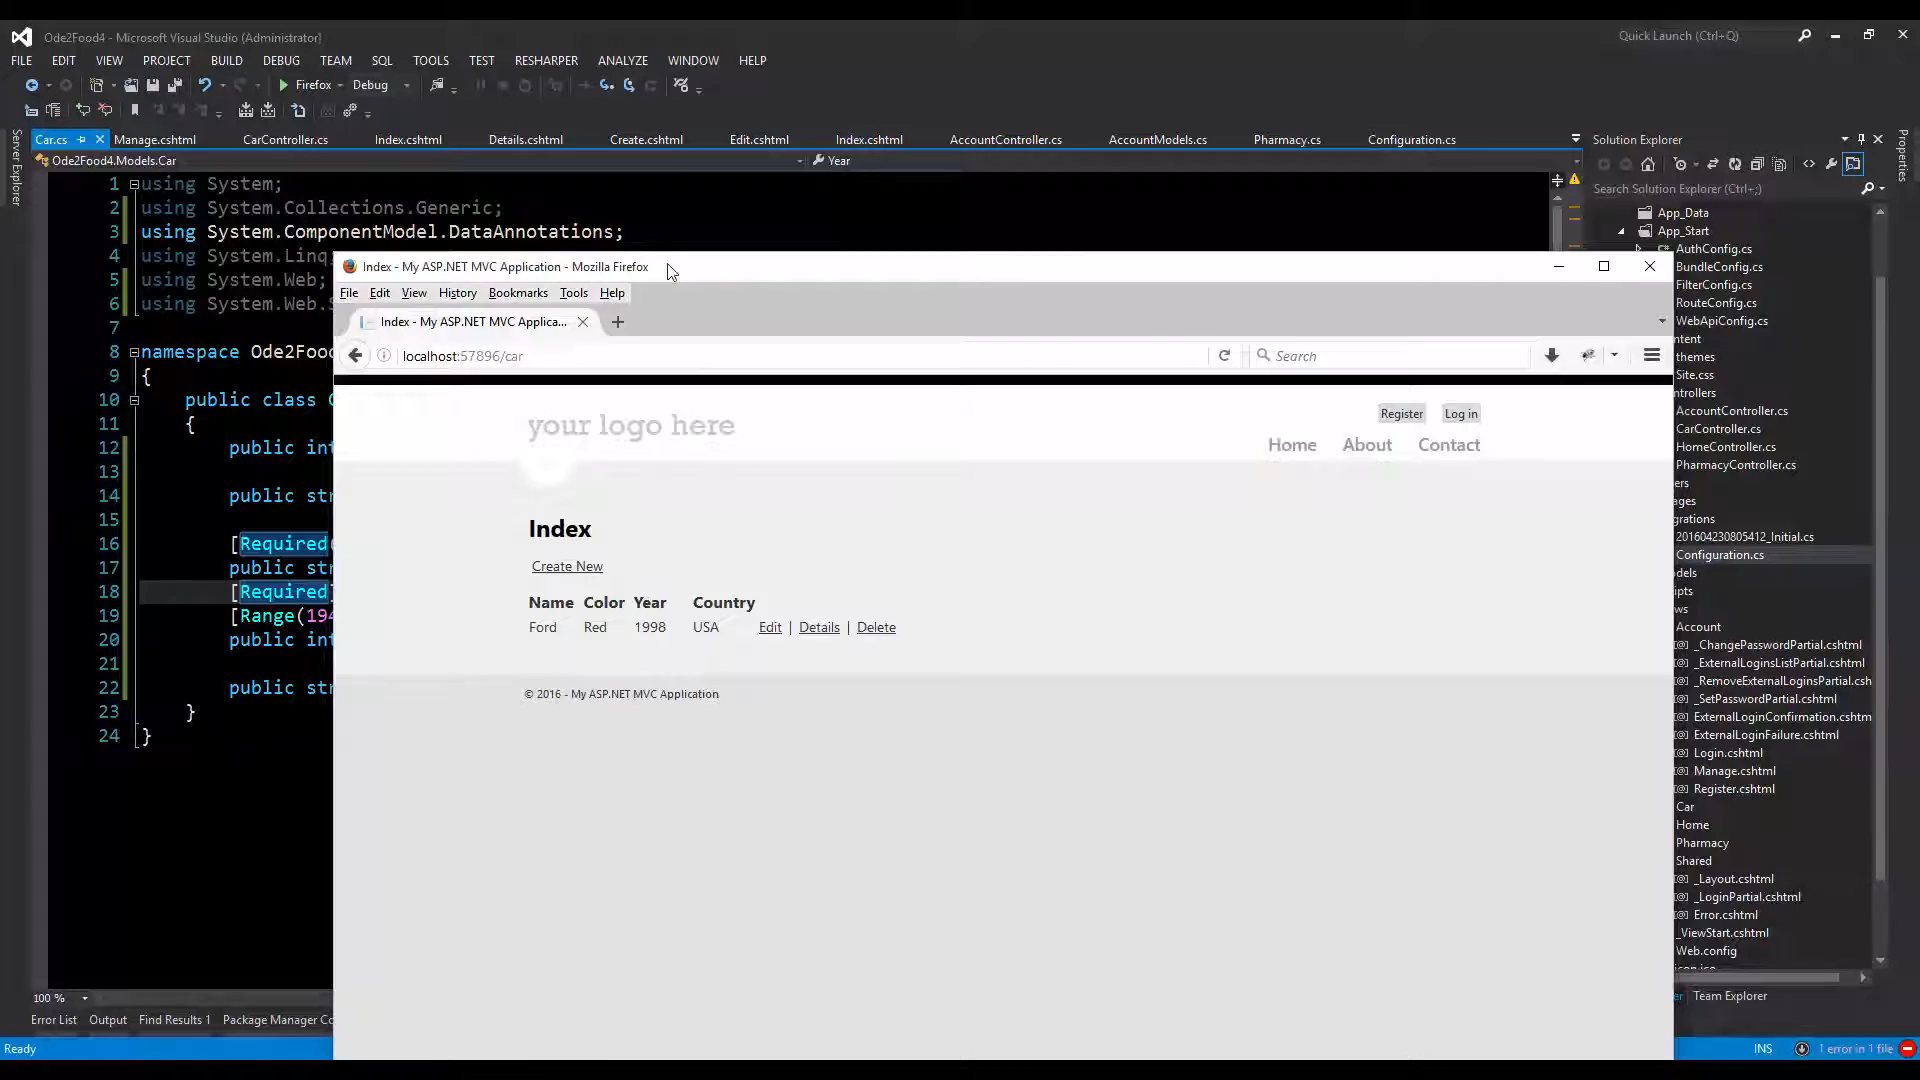 Ode2Food4 - Microsoft Visual Studio (Administrator)
Quick Launch (Ctrl+Q)
FILE EDIT VIEW PROJECT BUILD DEBUG TEAM SQL TOOLS TEST RESHARPER ANALYZE WINDOW HELP
Firefox Debug
Server Explorer
Car.cs Manage.cshtml CarController.cs Index.cshtml Details.cshtml Create.cshtml Edit.cshtml Index.cshtml AccountController.cs AccountModels.cs Pharmacy.cs Configuration.cs
Ode2Food4.Models.Car Year
1 using System;
2 using System.Collections.Generic;
3 using System.ComponentModel.DataAnnotations;
4 using System.Linq
5 using System.Web;
6 using System.Web.
7
8 namespace Ode2Foo
9 {
10 public class
11 {
12 public int
13
14 public str
15
16 [Required
17 public str
18 [Required
19 [Range(194
20 public int
21
22 public str
23 }
24 }
100 %
Error List Output Find Results 1 Package Manager Co
Ready
INS 1 error in 1 file
Index - My ASP.NET MVC Application - Mozilla Firefox
File Edit View History Bookmarks Tools Help
Index - My ASP.NET MVC Applica...
localhost:57896/car
Search
your logo here
Register Log in
Home About Contact
Index
Create New
Name Color Year Country
Ford Red 1998 USA Edit | Details | Delete
© 2016 - My ASP.NET MVC Application
Solution Explorer
Properties
Search Solution Explorer (Ctrl+;)
App_Data
App_Start
AuthConfig.cs
BundleConfig.cs
FilterConfig.cs
RouteConfig.cs
WebApiConfig.cs
ntent
themes
Site.css
ntrollers
AccountController.cs
CarController.cs
HomeController.cs
PharmacyController.cs
ers
ages
grations
201604230805412_Initial.cs
Configuration.cs
dels
ipts
ws
Account
_ChangePasswordPartial.cshtml
_ExternalLoginsListPartial.cshtml
_RemoveExternalLoginsPartial.csh
_SetPasswordPartial.cshtml
ExternalLoginConfirmation.cshtm
ExternalLoginFailure.cshtml
Login.cshtml
Manage.cshtml
Register.cshtml
Car
Home
Pharmacy
Shared
_Layout.cshtml
_LoginPartial.cshtml
Error.cshtml
_ViewStart.cshtml
Web.config
er Team Explorer